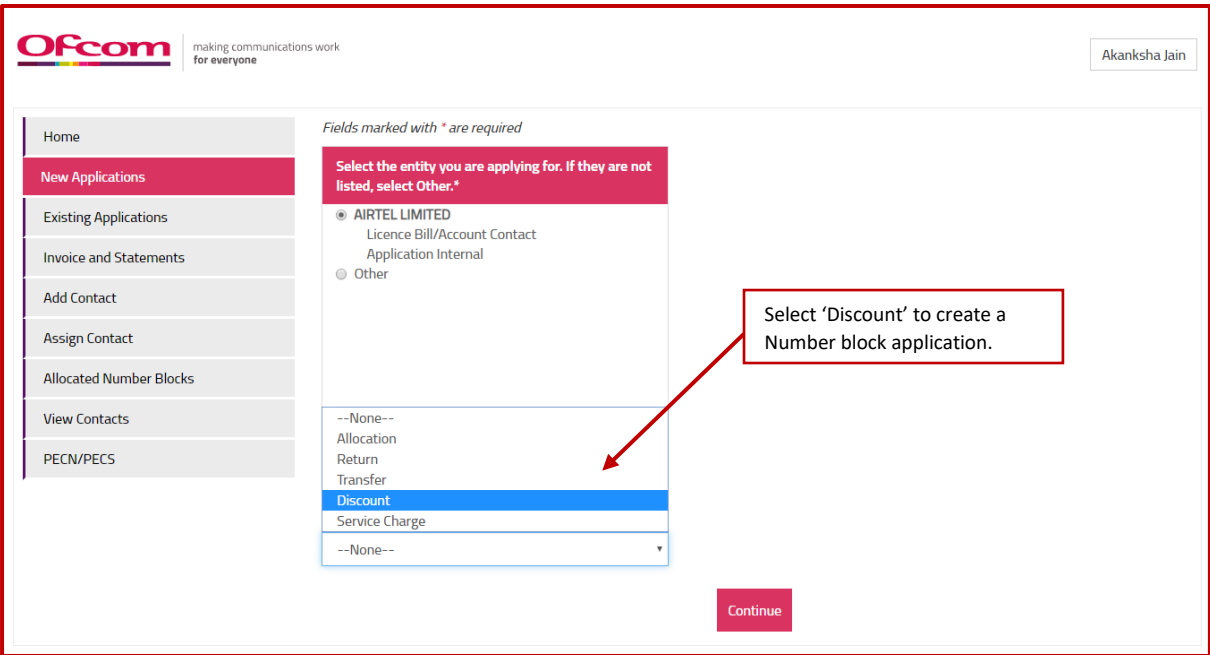 Ofcom
making communications work
for everyone
Akanksha Jain
Home
New Applications
Existing Applications
Invoice and Statements
Add Contact
Assign Contact
Allocated Number Blocks
View Contacts
PECN/PECS
Fields marked with * are required
Select the entity you are applying for. If they are not
listed, select Other.*
AIRTEL LIMITED
Licence Bill/Account Contact
Application Internal
Other
Select ‘Discount’ to create a
Number block application.
--None--
Allocation
Return
Transfer
Discount
Service Charge
--None--
Continue